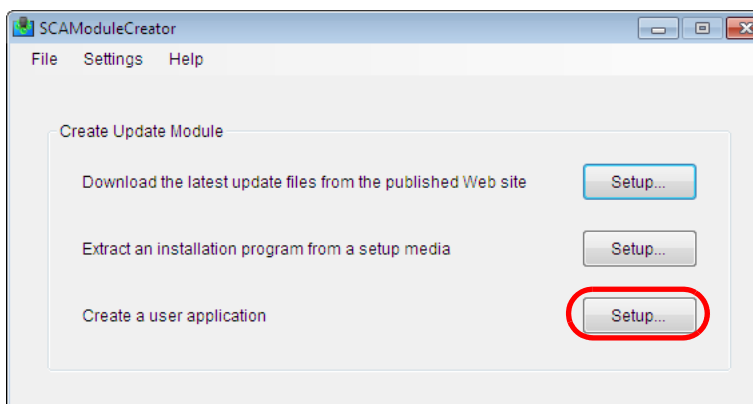 SCAModuleCreator
File Settings Help
Create Update Module
Download the latest update files from the published Web site Setup...
Extract an installation program from a setup media Setup...
Create a user application Setup...